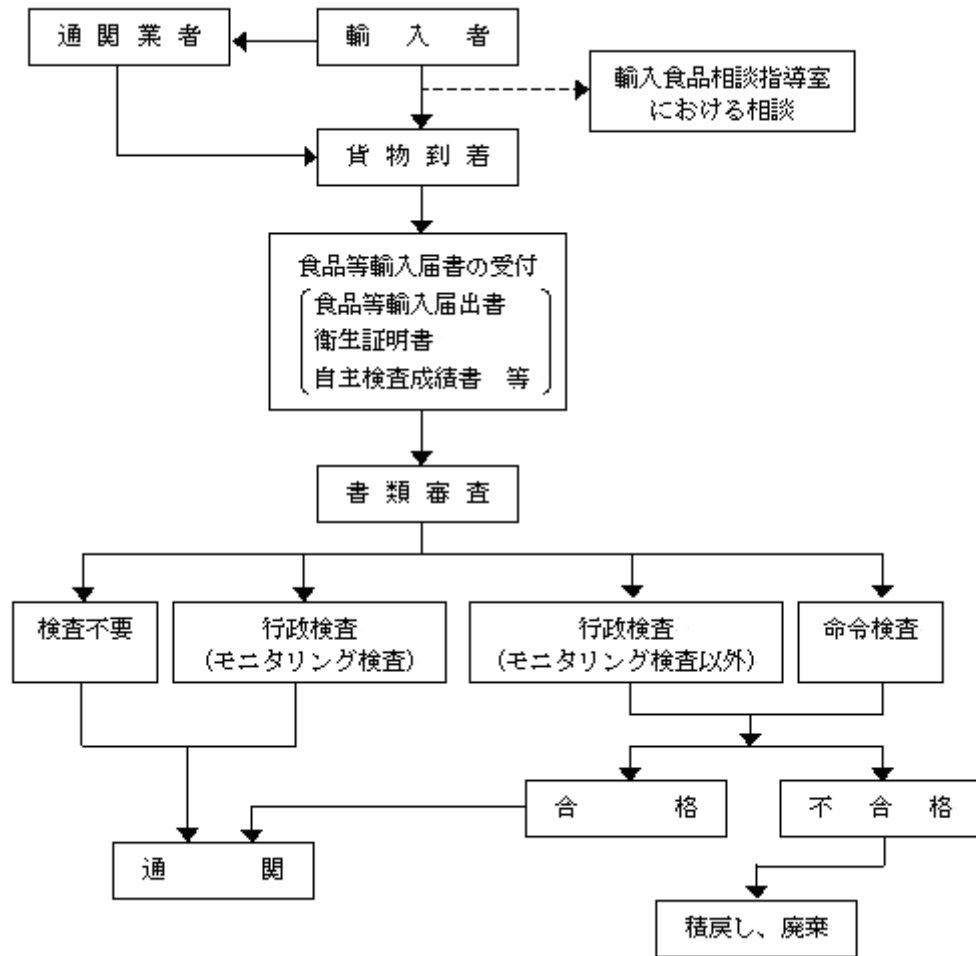 通関業者
輸入者
輸入食品相談指導室
における相談
貨物到着
食品等輸入届書の受付
食品等輸入届出書
衛生証明書
自主検査成績書　等
書類審査
検査不要
行政検査
(モニタリング検査)
行政検査
(モニタリング検査以外)
命令検査
合格
不合格
通関
積戻し、廃棄